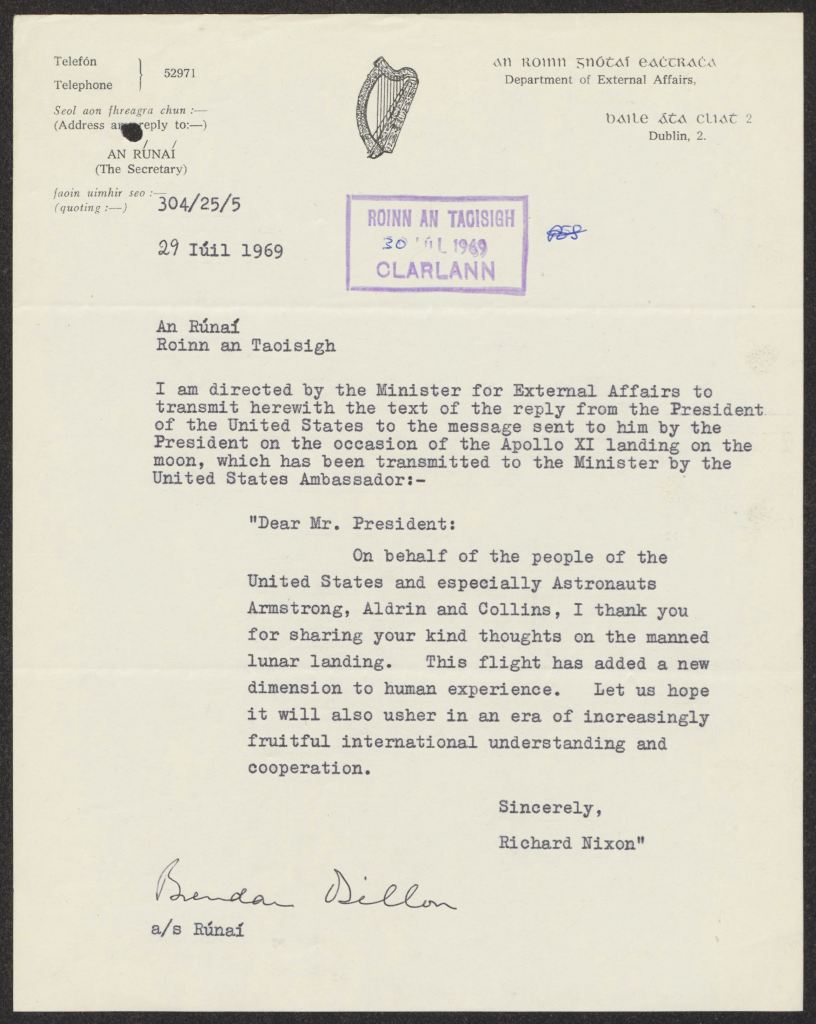 Telefón
Telephone
52971
Seol aon fhreagra chun :—
(Address any reply to:—)
AN RÚNAÍ
(The Secretary)
faoin uimhir seo :—
(quoting :—)
304/25/5
29 Iúil 1969
an roinn gnótaí eaċtraċa
Department of External Affairs,
baile áta cliat 2
Dublin, 2.
ROINN AN TAOISIGH
30 1969
CLARLANN
An Rúnaí
Roinn an Taoisigh
I am directed by the Minister for External Affairs to
transmit herewith the text of the reply from the President
of the United States to the message sent to him by the
President on the occasion of the Apollo XI landing on the
moon, which has been transmitted to the Minister by the
United States Ambassador:-
"Dear Mr. President:
On behalf of the people of the
United States and especially Astronauts
Armstrong, Aldrin and Collins, I thank you
for sharing your kind thoughts on the manned
lunar landing. This flight has added a new
dimension to human experience. Let us hope
it will also usher in an era of increasingly
fruitful international understanding and
cooperation.
Sincerely,
Richard Nixon"
Brendan Dillon
a/s Rúnaí